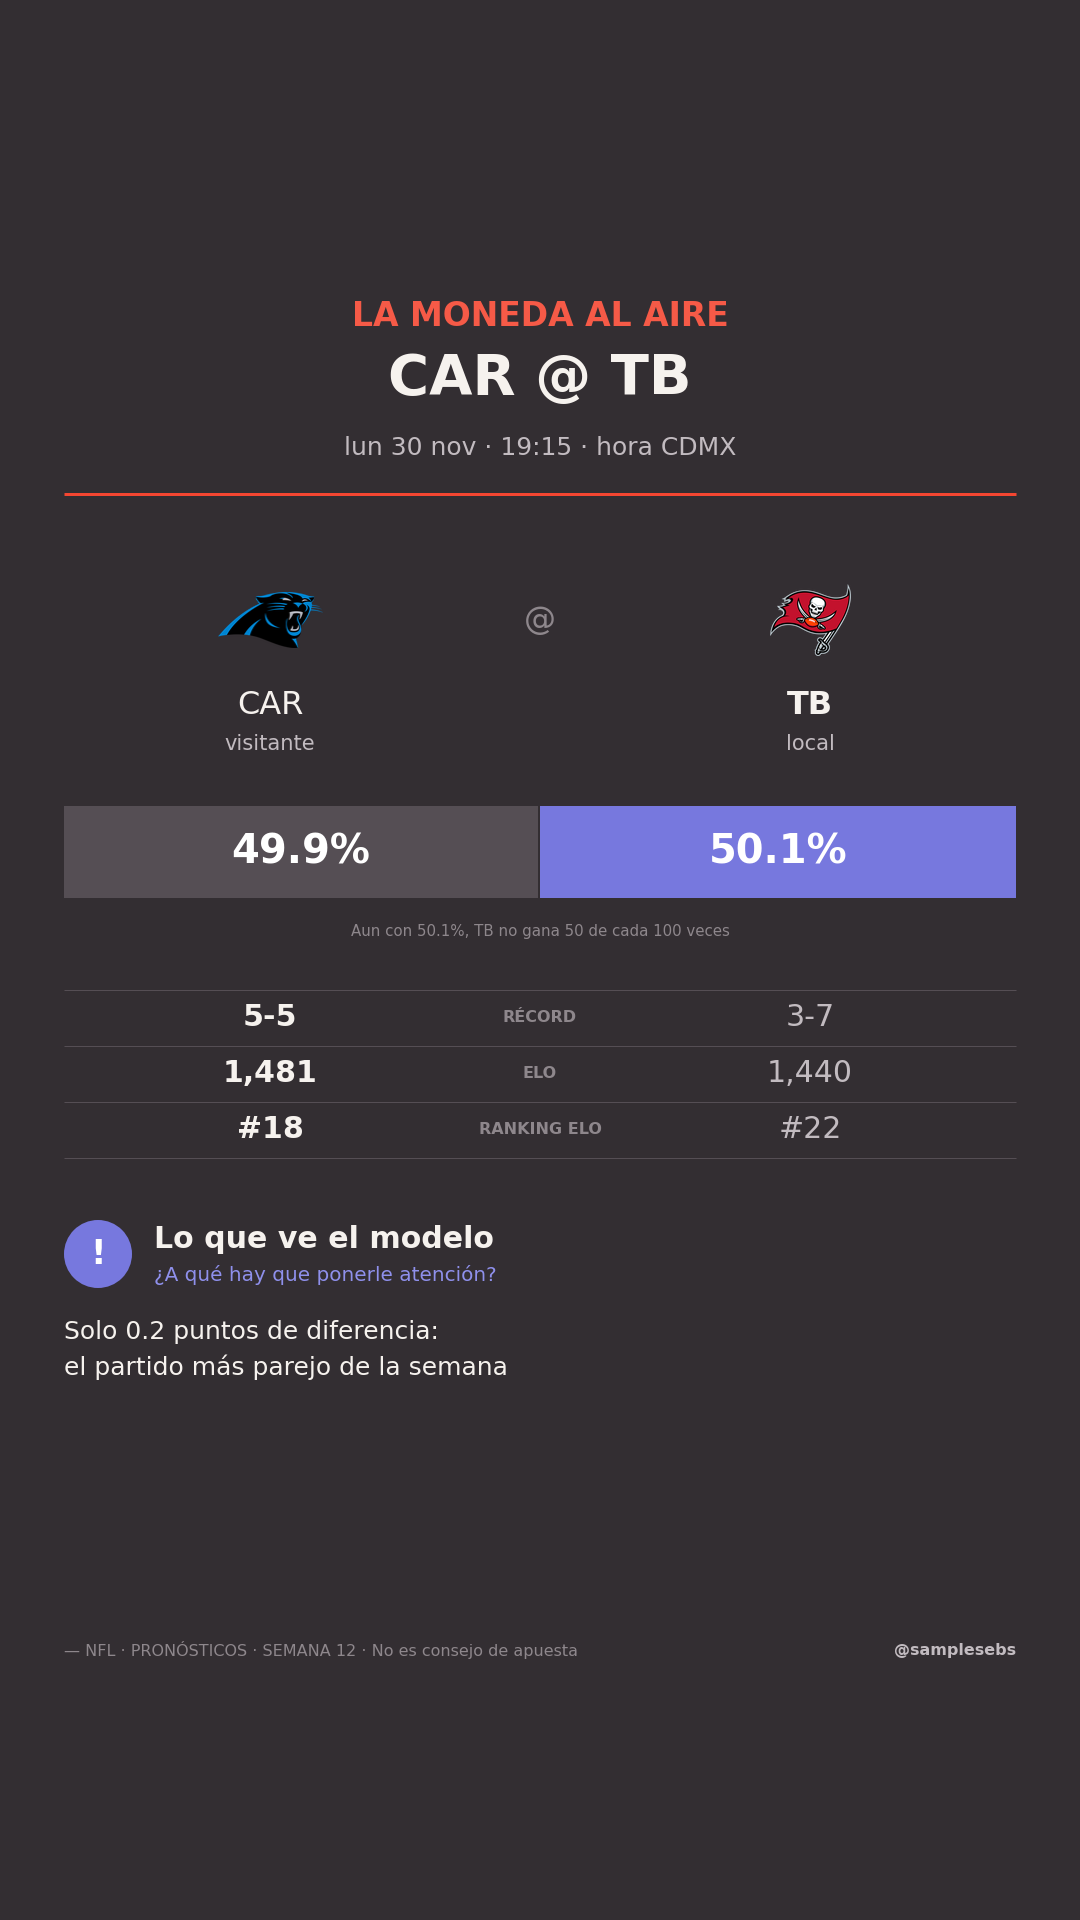 LA MONEDA AL AIRE
CAR @ TB
lun 30 nov · 19:15 · hora CDMX
@
CAR
TB
visitante
local
49.9%
50.1%
Aun con 50.1%, TB no gana 50 de cada 100 veces
5-5 RÉCORD 3-7
1,481 ELO 1,440
#18 RANKING ELO #22
!
Lo que ve el modelo
¿A qué hay que ponerle atención?
Solo 0.2 puntos de diferencia:
el partido más parejo de la semana
— NFL · PRONÓSTICOS · SEMANA 12 · No es consejo de apuesta
@samplesebs